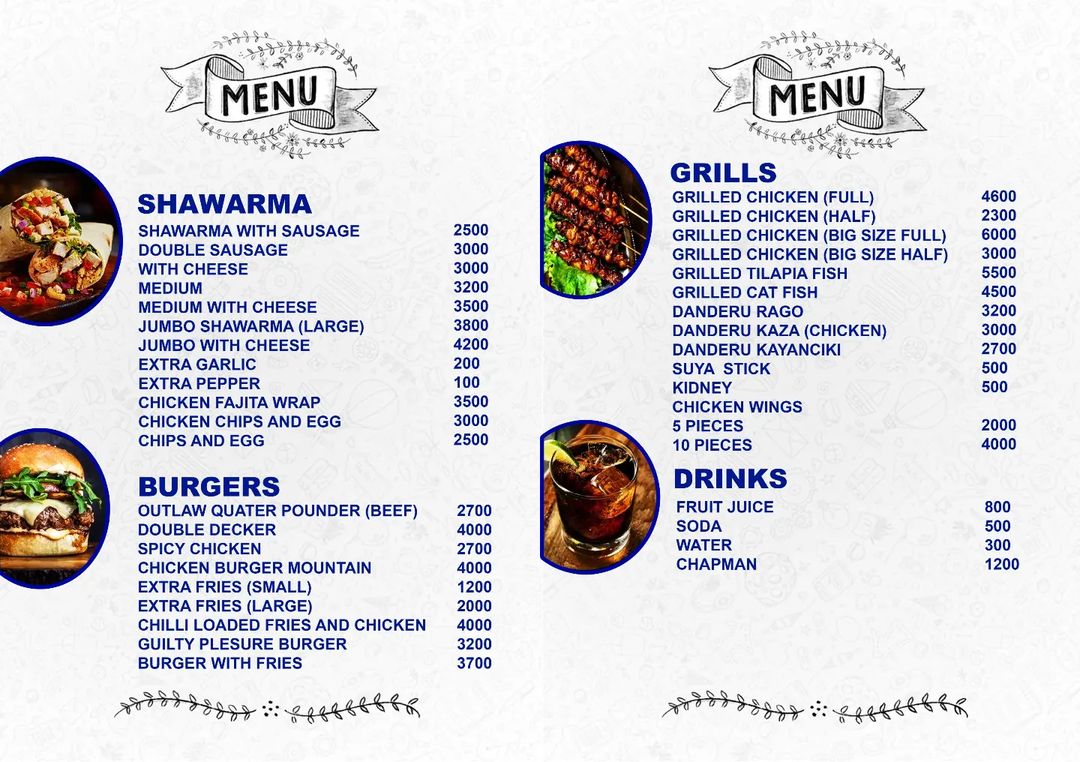 MENU
SHAWARMA
SHAWARMA WITH SAUSAGE 2500
DOUBLE SAUSAGE 3000
WITH CHEESE 3000
MEDIUM 3200
MEDIUM WITH CHEESE 3500
JUMBO SHAWARMA (LARGE) 3800
JUMBO WITH CHEESE 4200
EXTRA GARLIC 200
EXTRA PEPPER 100
CHICKEN FAJITA WRAP 3500
CHICKEN CHIPS AND EGG 3000
CHIPS AND EGG 2500
BURGERS
OUTLAW QUATER POUNDER (BEEF) 2700
DOUBLE DECKER 4000
SPICY CHICKEN 2700
CHICKEN BURGER MOUNTAIN 4000
EXTRA FRIES (SMALL) 1200
EXTRA FRIES (LARGE) 2000
CHILLI LOADED FRIES AND CHICKEN 4000
GUILTY PLESURE BURGER 3200
BURGER WITH FRIES 3700
MENU
GRILLS
GRILLED CHICKEN (FULL) 4600
GRILLED CHICKEN (HALF) 2300
GRILLED CHICKEN (BIG SIZE FULL) 6000
GRILLED CHICKEN (BIG SIZE HALF) 3000
GRILLED TILAPIA FISH 5500
GRILLED CAT FISH 4500
DANDERU RAGO 3200
DANDERU KAZA (CHICKEN) 3000
DANDERU KAYANCIKI 2700
SUYA STICK 500
KIDNEY 500
CHICKEN WINGS
5 PIECES 2000
10 PIECES 4000
DRINKS
FRUIT JUICE 800
SODA 500
WATER 300
CHAPMAN 1200